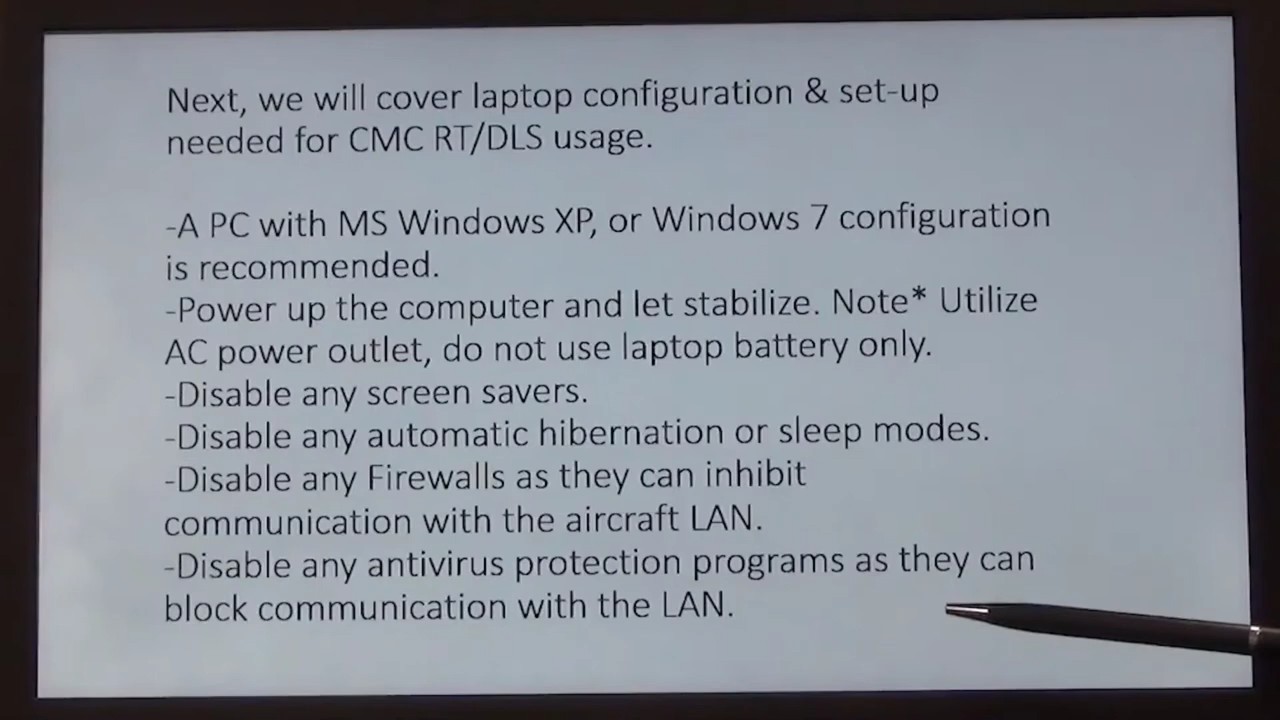 Next, we will cover laptop configuration & set-up
needed for CMC RT/DLS usage.
-A PC with MS Windows XP, or Windows 7 configuration
is recommended.
-Power up the computer and let stabilize. Note* Utilize
AC power outlet, do not use laptop battery only.
-Disable any screen savers.
-Disable any automatic hibernation or sleep modes.
-Disable any Firewalls as they can inhibit
communication with the aircraft LAN.
-Disable any antivirus protection programs as they can
block communication with the LAN.